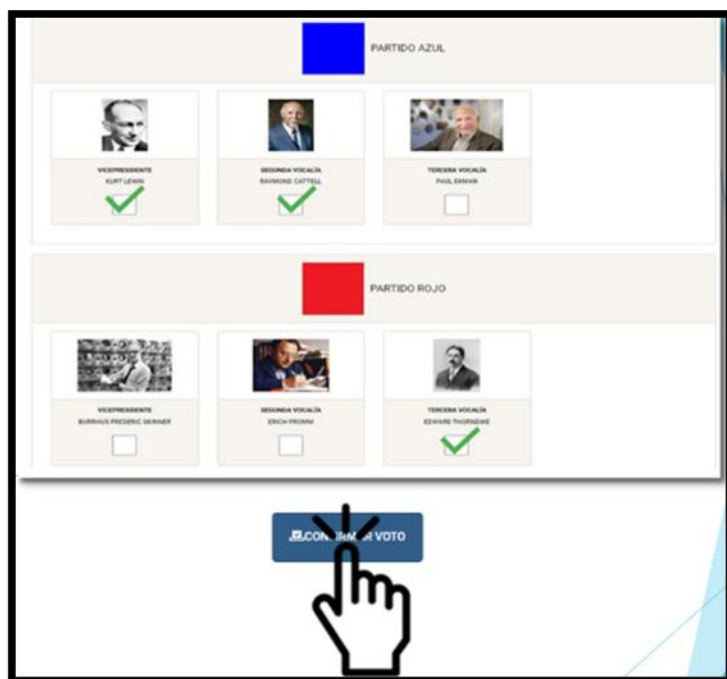 PARTIDO AZUL
VICEPRESIDENTE
KURT LEWIN
SEGUNDA VOCALÍA
RAYMOND CATTELL
TERCERA VOCALÍA
PAUL EKMAN
PARTIDO ROJO
VICEPRESIDENTE
BURRHUS FREDERIC SKINNER
SEGUNDA VOCALÍA
ERICH FROMM
TERCERA VOCALÍA
EDWARD THORNDIKE
CONFIRMAR VOTO